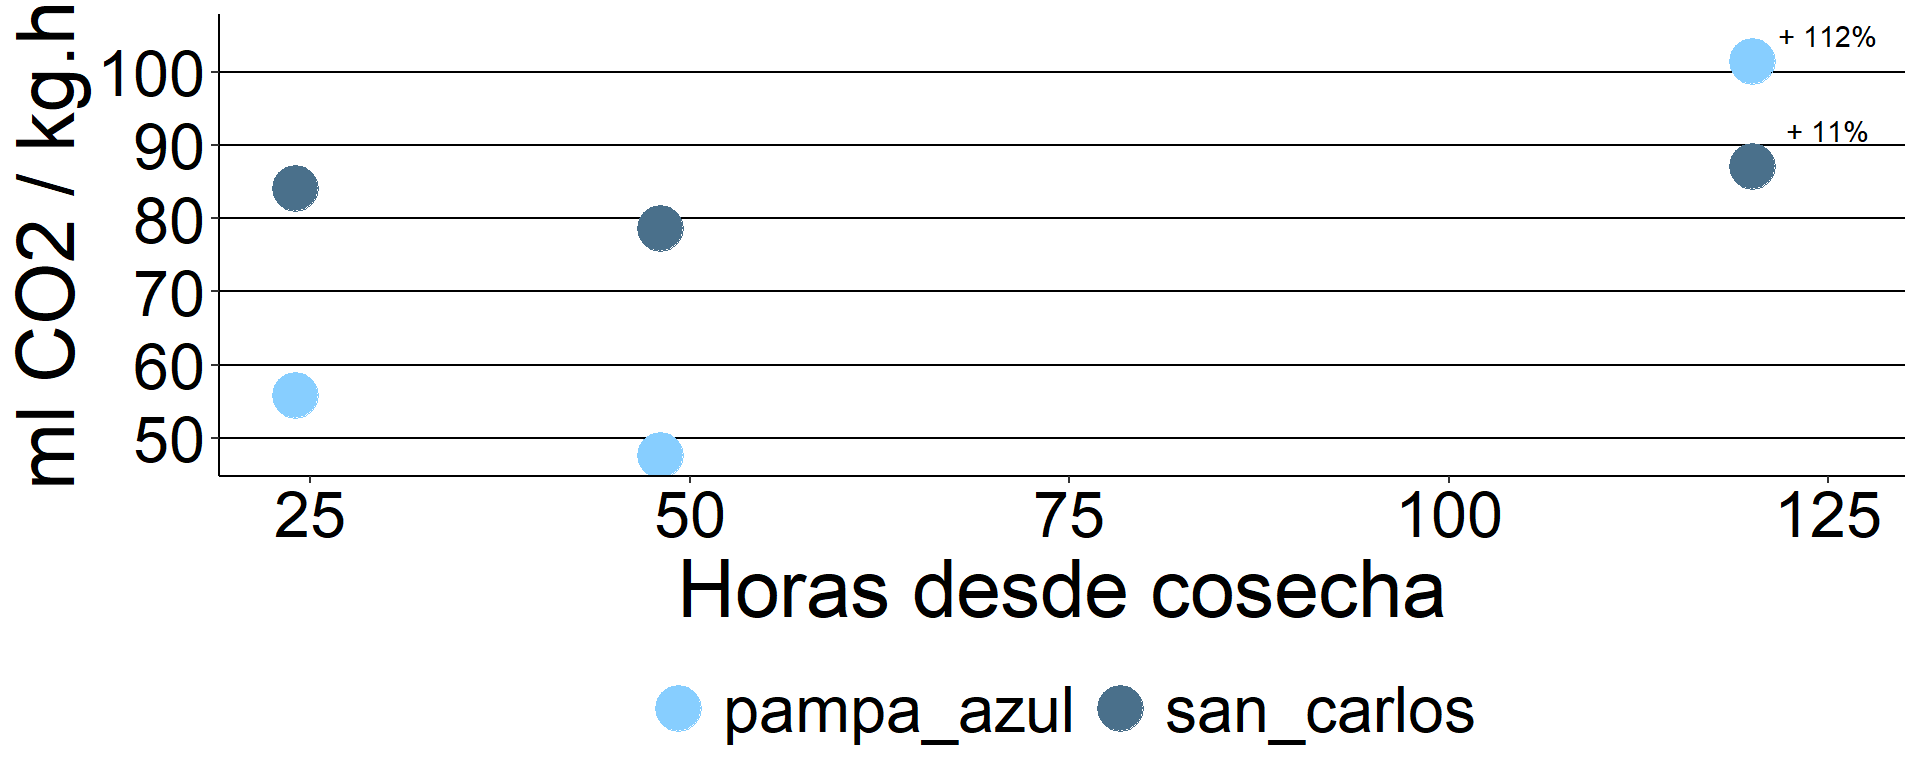 ml CO2 / kg.h
100
90
80
70
60
50
+ 112%
+ 11%
25 50 75 100 125
Horas desde cosecha
pampa_azul san_carlos